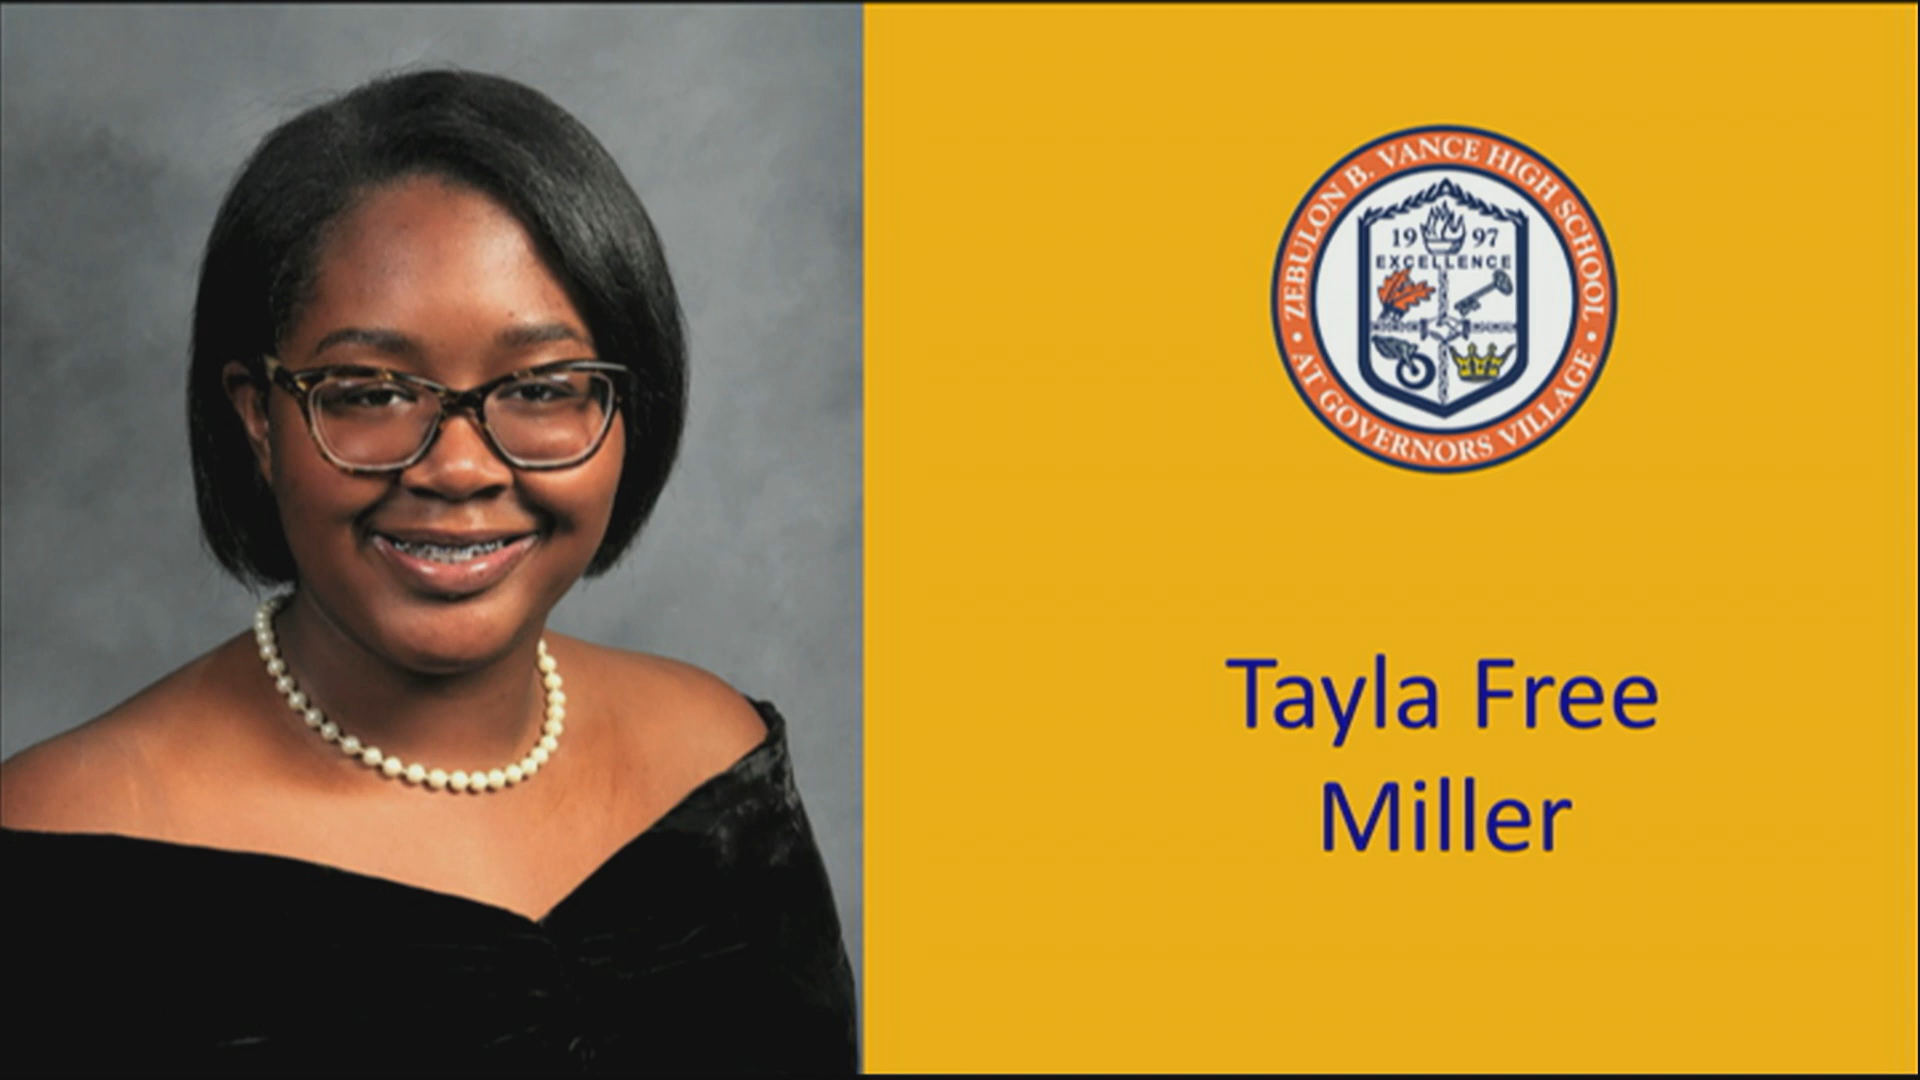 ZEBULON B. VANCE HIGH SCHOOL
19 97
EXCELLENCE
• AT GOVERNORS VILLAGE •
Tayla Free
Miller